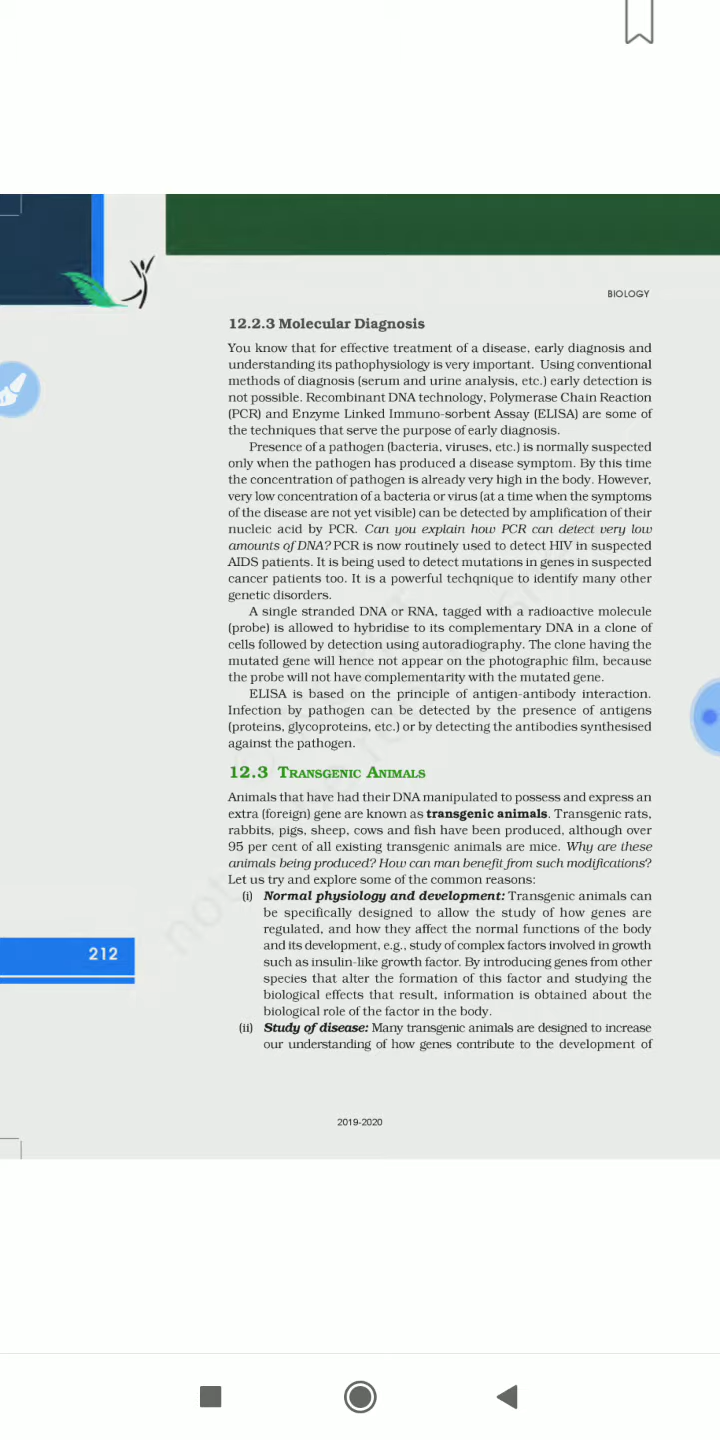 BIOLOGY
12.2.3 Molecular Diagnosis
You know that for effective treatment of a disease, early diagnosis and
understanding its pathophysiology is very important. Using conventional
methods of diagnosis (serum and urine analysis, etc.) early detection is
not possible. Recombinant DNA technology, Polymerase Chain Reaction
(PCR) and Enzyme Linked Immuno-sorbent Assay (ELISA) are some of
the techniques that serve the purpose of early diagnosis.
Presence of a pathogen (bacteria, viruses, etc.) is normally suspected
only when the pathogen has produced a disease symptom. By this time
the concentration of pathogen is already very high in the body. However,
very low concentration of a bacteria or virus (at a time when the symptoms
of the disease are not yet visible) can be detected by amplification of their
nucleic acid by PCR. Can you explain how PCR can detect very low
amounts of DNA? PCR is now routinely used to detect HIV in suspected
AIDS patients. It is being used to detect mutations in genes in suspected
cancer patients too. It is a powerful techqnique to identify many other
genetic disorders.
A single stranded DNA or RNA, tagged with a radioactive molecule
(probe) is allowed to hybridise to its complementary DNA in a clone of
cells followed by detection using autoradiography. The clone having the
mutated gene will hence not appear on the photographic film, because
the probe will not have complementarity with the mutated gene.
ELISA is based on the principle of antigen-antibody interaction.
Infection by pathogen can be detected by the presence of antigens
(proteins, glycoproteins, etc.) or by detecting the antibodies synthesised
against the pathogen.
12.3 TRANSGENIC ANIMALS
Animals that have had their DNA manipulated to possess and express an
extra (foreign) gene are known as transgenic animals. Transgenic rats,
rabbits, pigs, sheep, cows and fish have been produced, although over
95 per cent of all existing transgenic animals are mice. Why are these
animals being produced? How can man benefit from such modifications?
Let us try and explore some of the common reasons:
(i) Normal physiology and development: Transgenic animals can
be specifically designed to allow the study of how genes are
regulated, and how they affect the normal functions of the body
and its development, e.g., study of complex factors involved in growth
such as insulin-like growth factor. By introducing genes from other
species that alter the formation of this factor and studying the
biological effects that result, information is obtained about the
biological role of the factor in the body.
(ii) Study of disease: Many transgenic animals are designed to increase
our understanding of how genes contribute to the development of
212
2019-2020